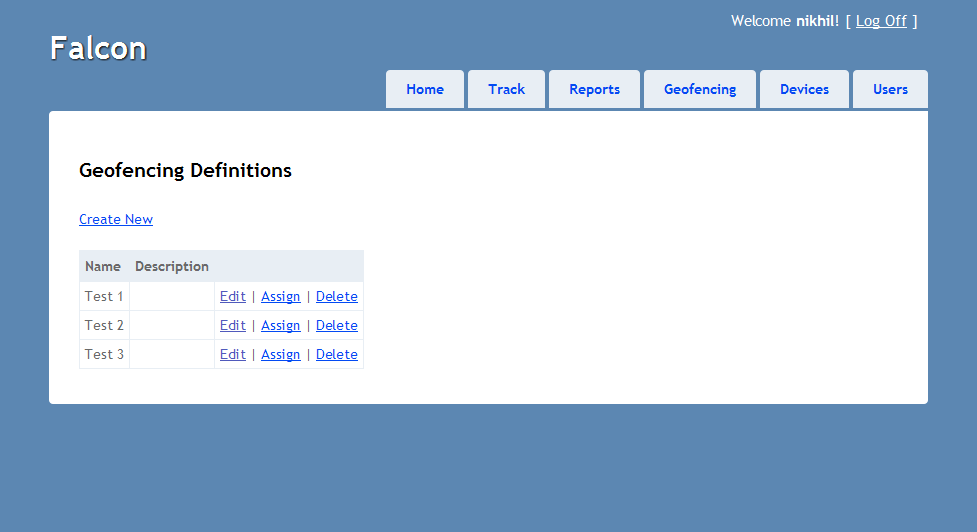 Welcome nikhil! [ Log Off ]
Falcon
Home Track Reports Geofencing Devices Users
Geofencing Definitions
Create New
Name Description
Test 1 Edit | Assign | Delete
Test 2 Edit | Assign | Delete
Test 3 Edit | Assign | Delete